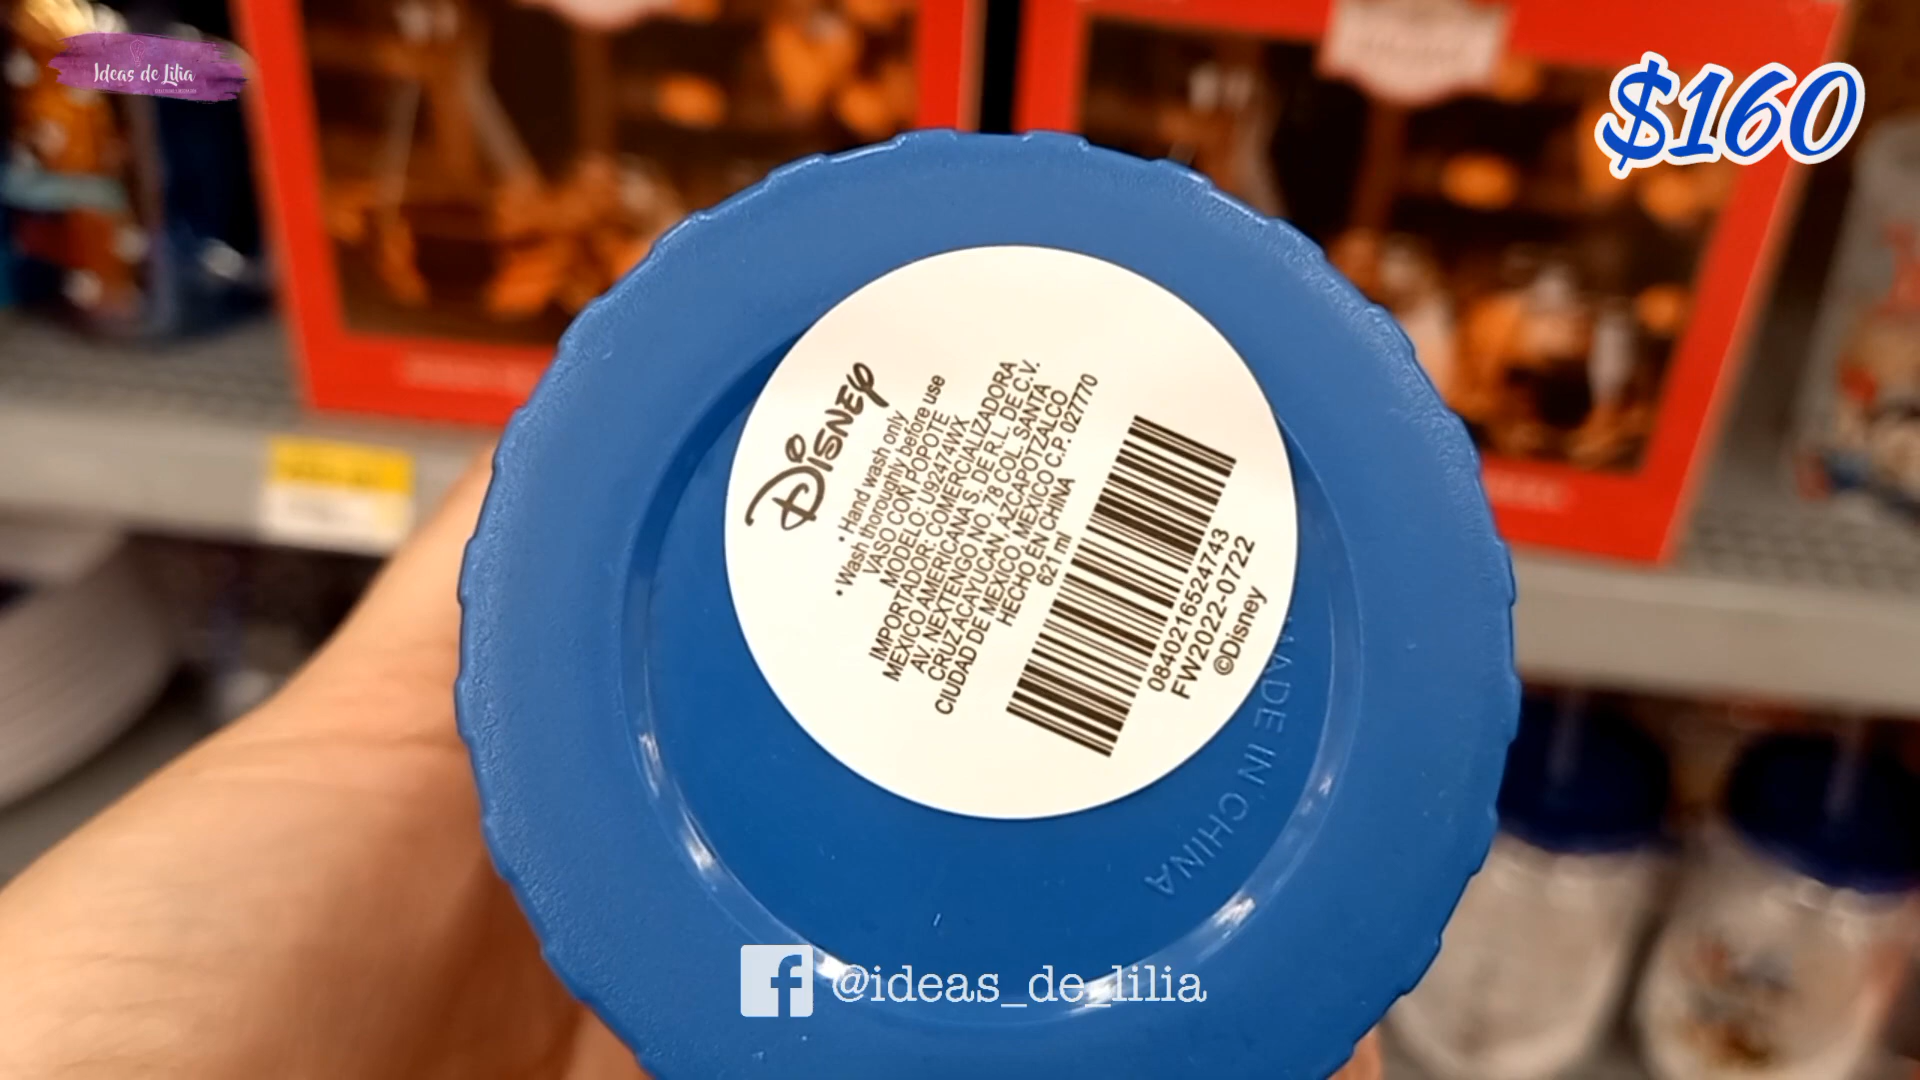 Ideas de Lilia
$160
Disney
• Hand wash only
• Wash thoroughly before use
VASO CON POPOTE
MODELO: U92474WX
IMPORTADOR: COMERCIALIZADORA
MEXICO AMERICANA S. DE R.L. DE C.V.
AV. NEXTENGO NO. 78 COL. SANTA
CRUZ ACAYUCAN, AZCAPOTZALCO
CIUDAD DE MEXICO, MEXICO C.P. 027770
HECHO EN CHINA
621 ml
0840216524743
FW2022-0722
©Disney
MADE IN CHINA
@ideas_de_lilia